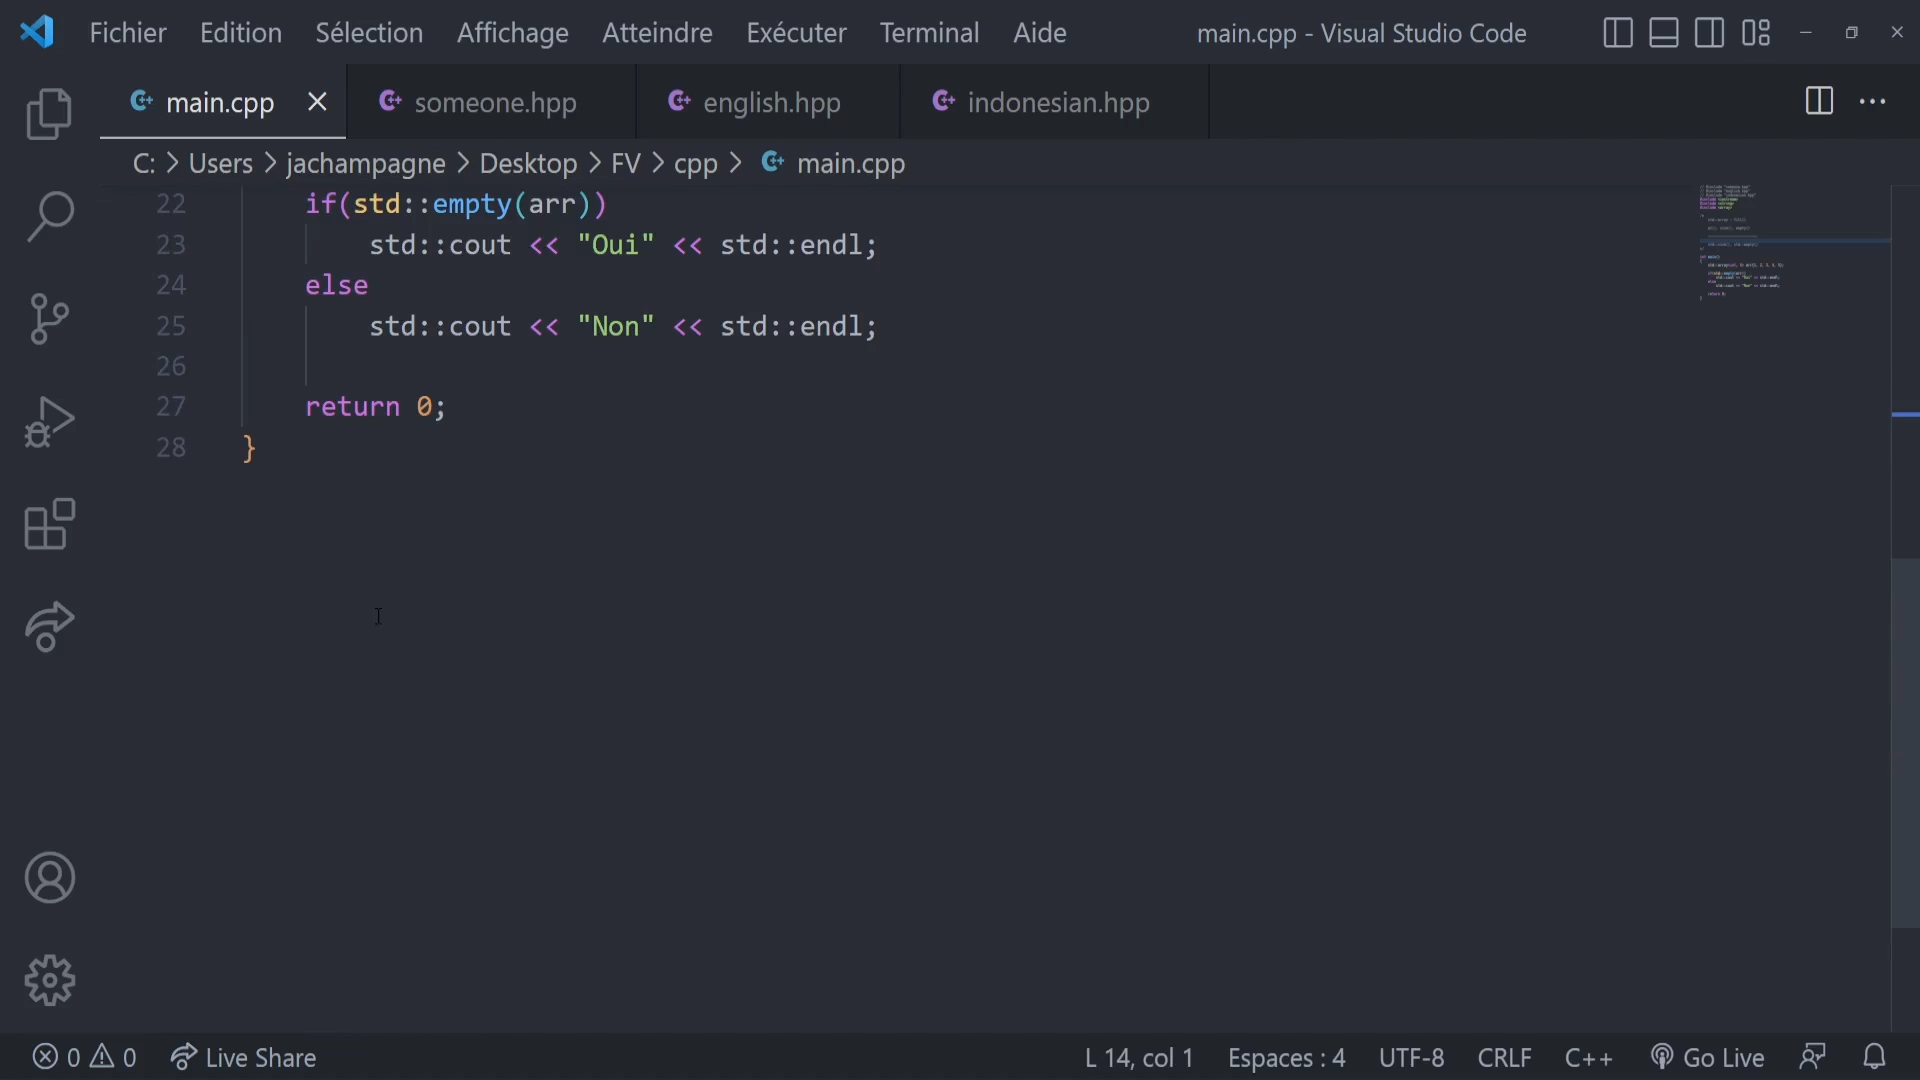 Fichier Edition Sélection Affichage Atteindre Exécuter Terminal Aide main.cpp - Visual Studio Code
main.cpp someone.hpp english.hpp indonesian.hpp
C: > Users > jachampagne > Desktop > FV > cpp > main.cpp
22 if(std::empty(arr))
23 std::cout << "Oui" << std::endl;
24 else
25 std::cout << "Non" << std::endl;
26
27 return 0;
28 }
0 0 Live Share L 14, col 1 Espaces : 4 UTF-8 CRLF C++ Go Live